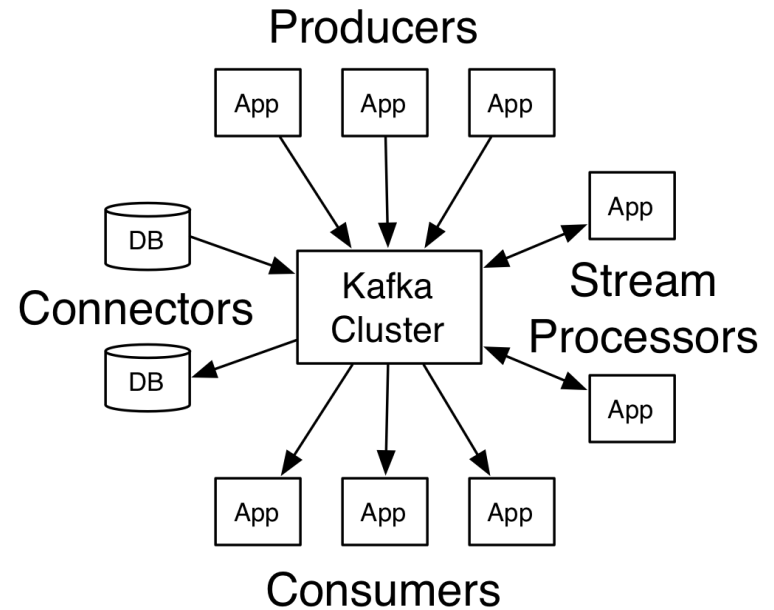 Producers
App
App
App
App
DB
Kafka
Cluster
Stream
Processors
Connectors
DB
App
App
App
App
Consumers